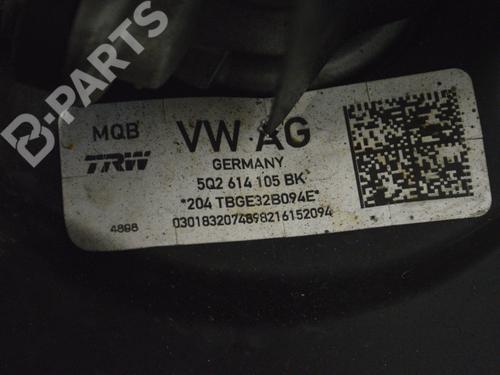 B-PARTS
MQB
TRW
VW AG
GERMANY
5Q2 614 105 BK
*204 TBGE32B094E*
0301832074898216152094
4898